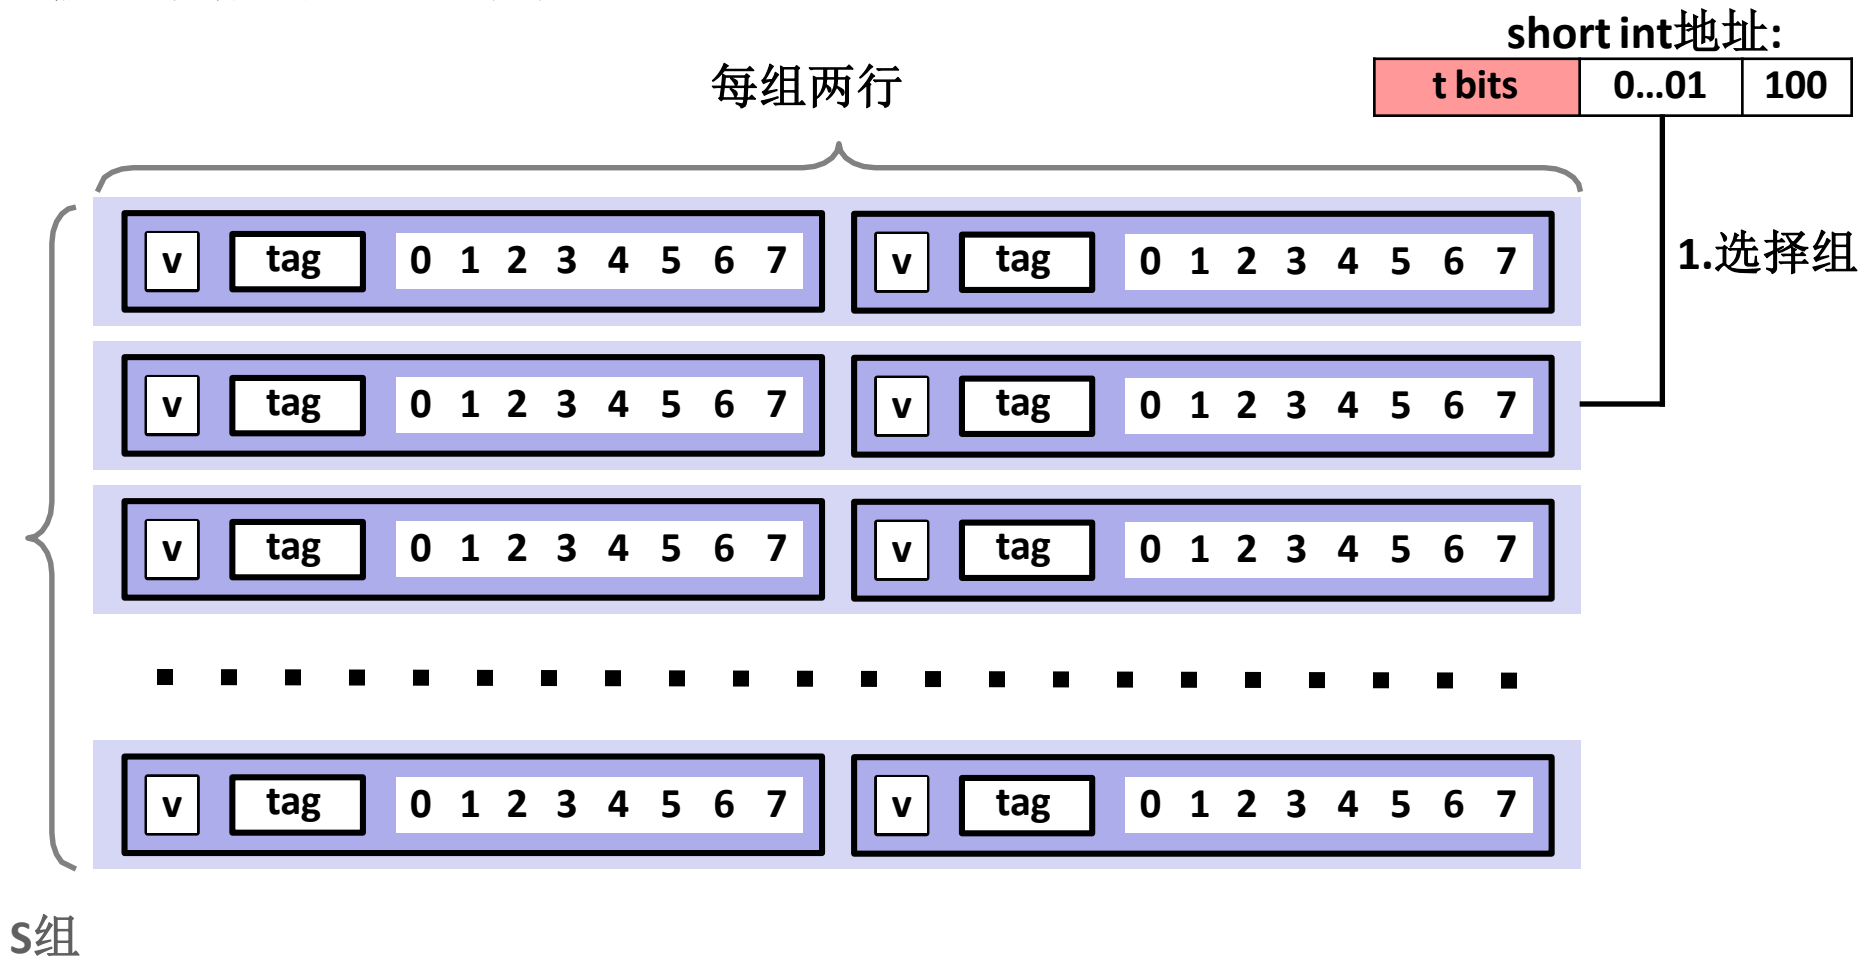 short int地址:
t bits 0...01 100
每组两行
v tag 0 1 2 3 4 5 6 7 v tag 0 1 2 3 4 5 6 7
1.选择组
v tag 0 1 2 3 4 5 6 7 v tag 0 1 2 3 4 5 6 7
v tag 0 1 2 3 4 5 6 7 v tag 0 1 2 3 4 5 6 7
v tag 0 1 2 3 4 5 6 7 v tag 0 1 2 3 4 5 6 7
S组